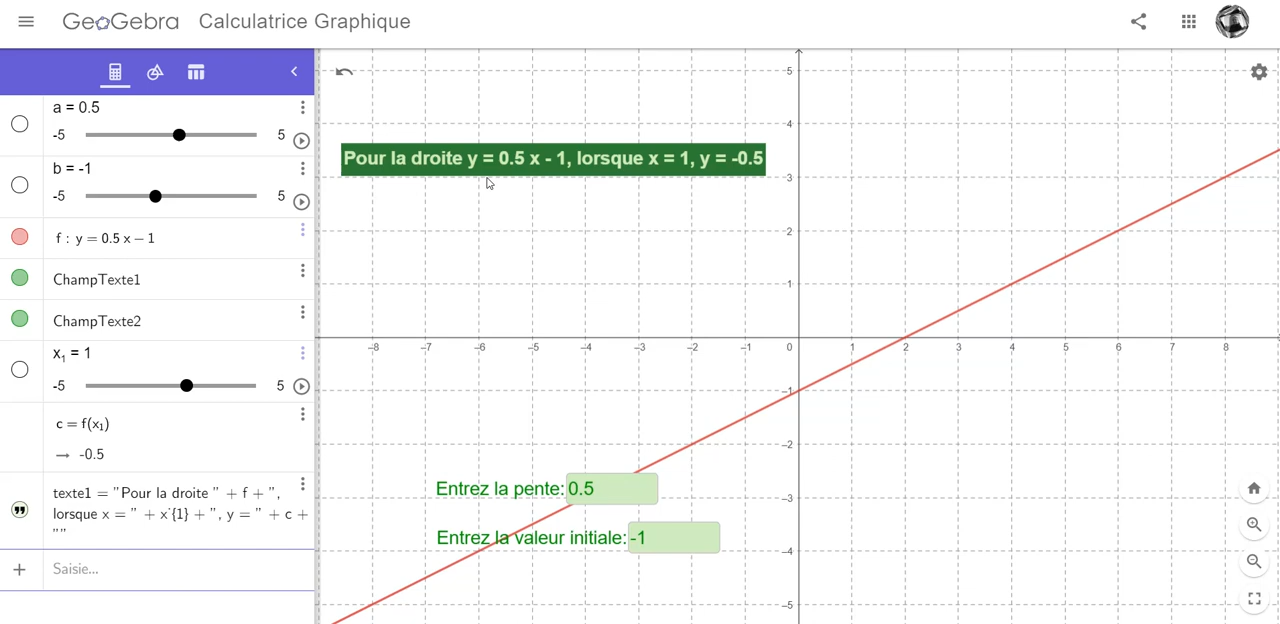 GeoGebra Calculatrice Graphique
a = 0.5
-5 5
b = -1
-5 5
f : y = 0.5 x − 1
ChampTexte1
ChampTexte2
x₁ = 1
-5 5
c = f(x₁)
→ -0.5
texte1 = "Pour la droite " + f + ",
lorsque x = " + x'{1} + ", y = " + c +
""
Saisie...
Pour la droite y = 0.5 x - 1, lorsque x = 1, y = -0.5
5
4
3
2
1
–8 –7 –6 –5 –4 –3 –2 –1 0 1 2 3 4 5 6 7 8
–1
–2
–3
–4
–5
Entrez la pente: 0.5
Entrez la valeur initiale: -1